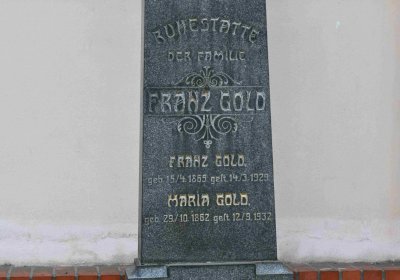 RUHESTÄTTE
DER FAMILIE
FRANZ GOLD
FRANZ GOLD.
geb. 15/4. 1865 gest. 14/3. 1929
MARIA GOLD.
geb. 29./10. 1862 gest. 12./9. 1932